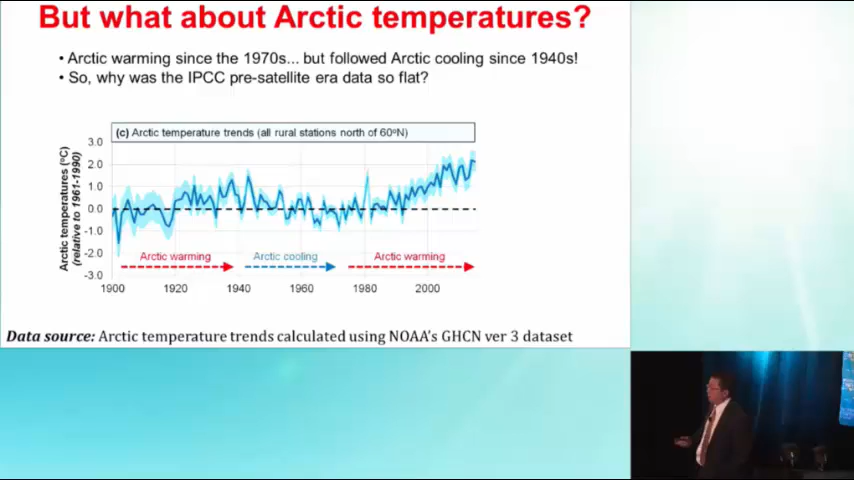 But what about Arctic temperatures?
• Arctic warming since the 1970s... but followed Arctic cooling since 1940s!
• So, why was the IPCC pre-satellite era data so flat?
(c) Arctic temperature trends (all rural stations north of 60ºN)
Arctic temperatures (ºC)
(relative to 1961-1990)
3.0
2.0
1.0
0.0
-1.0
-2.0
-3.0
Arctic warming
Arctic cooling
Arctic warming
1900
1920
1940
1960
1980
2000
Data source: Arctic temperature trends calculated using NOAA's GHCN ver 3 dataset